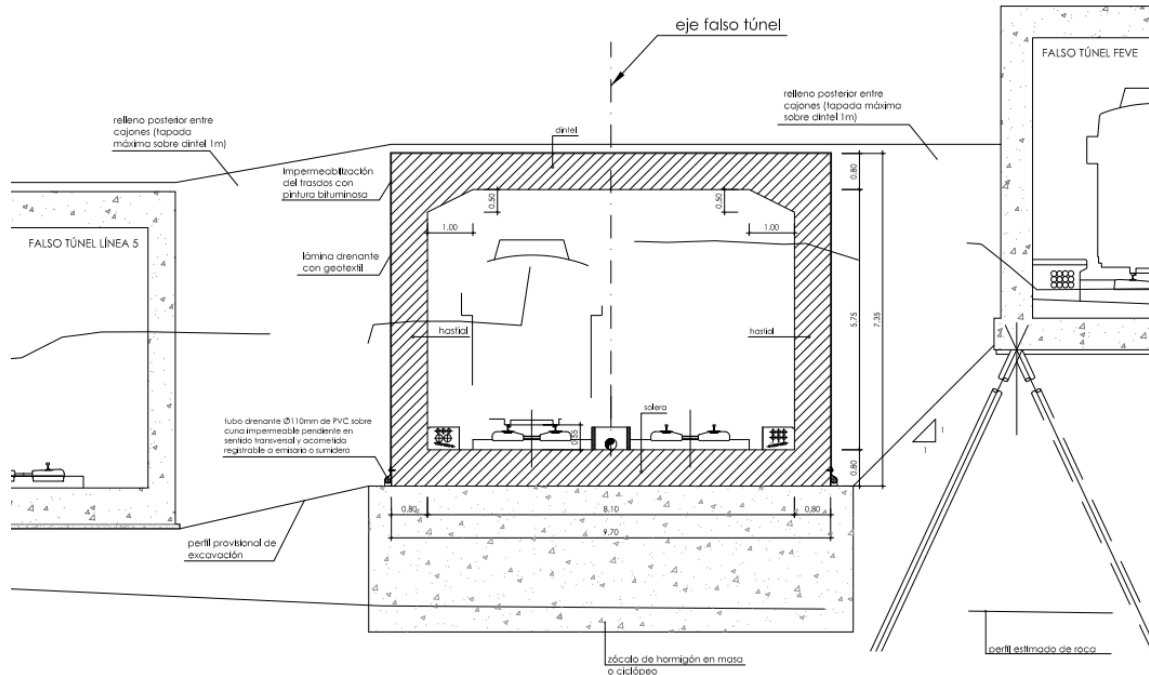 eje falso túnel
FALSO TÚNEL FEVE
relleno posterior entre
cajones (tapada
máxima sobre dintel 1m)
relleno posterior entre
cajones (tapada máxima
sobre dintel 1m)
dintel
Impermeabilización
del trasdos con
pintura bituminosa
0,80
0,50
0,50
1,00
1,00
FALSO TÚNEL LÍNEA 5
lámina drenante
con geotextil
hastial
hastial
5,75
7,35
tubo drenante Ø110mm de PVC sobre
cuna impermeable pendiente en
sentido transversal y acometida
registrable a emisario o sumidero
0,55
solera
1
1
0,80
0,80
8,10
0,80
9,70
perfil provisional de
excavación
zócalo de hormigón en masa
o ciclópeo
perfil estimado de roca